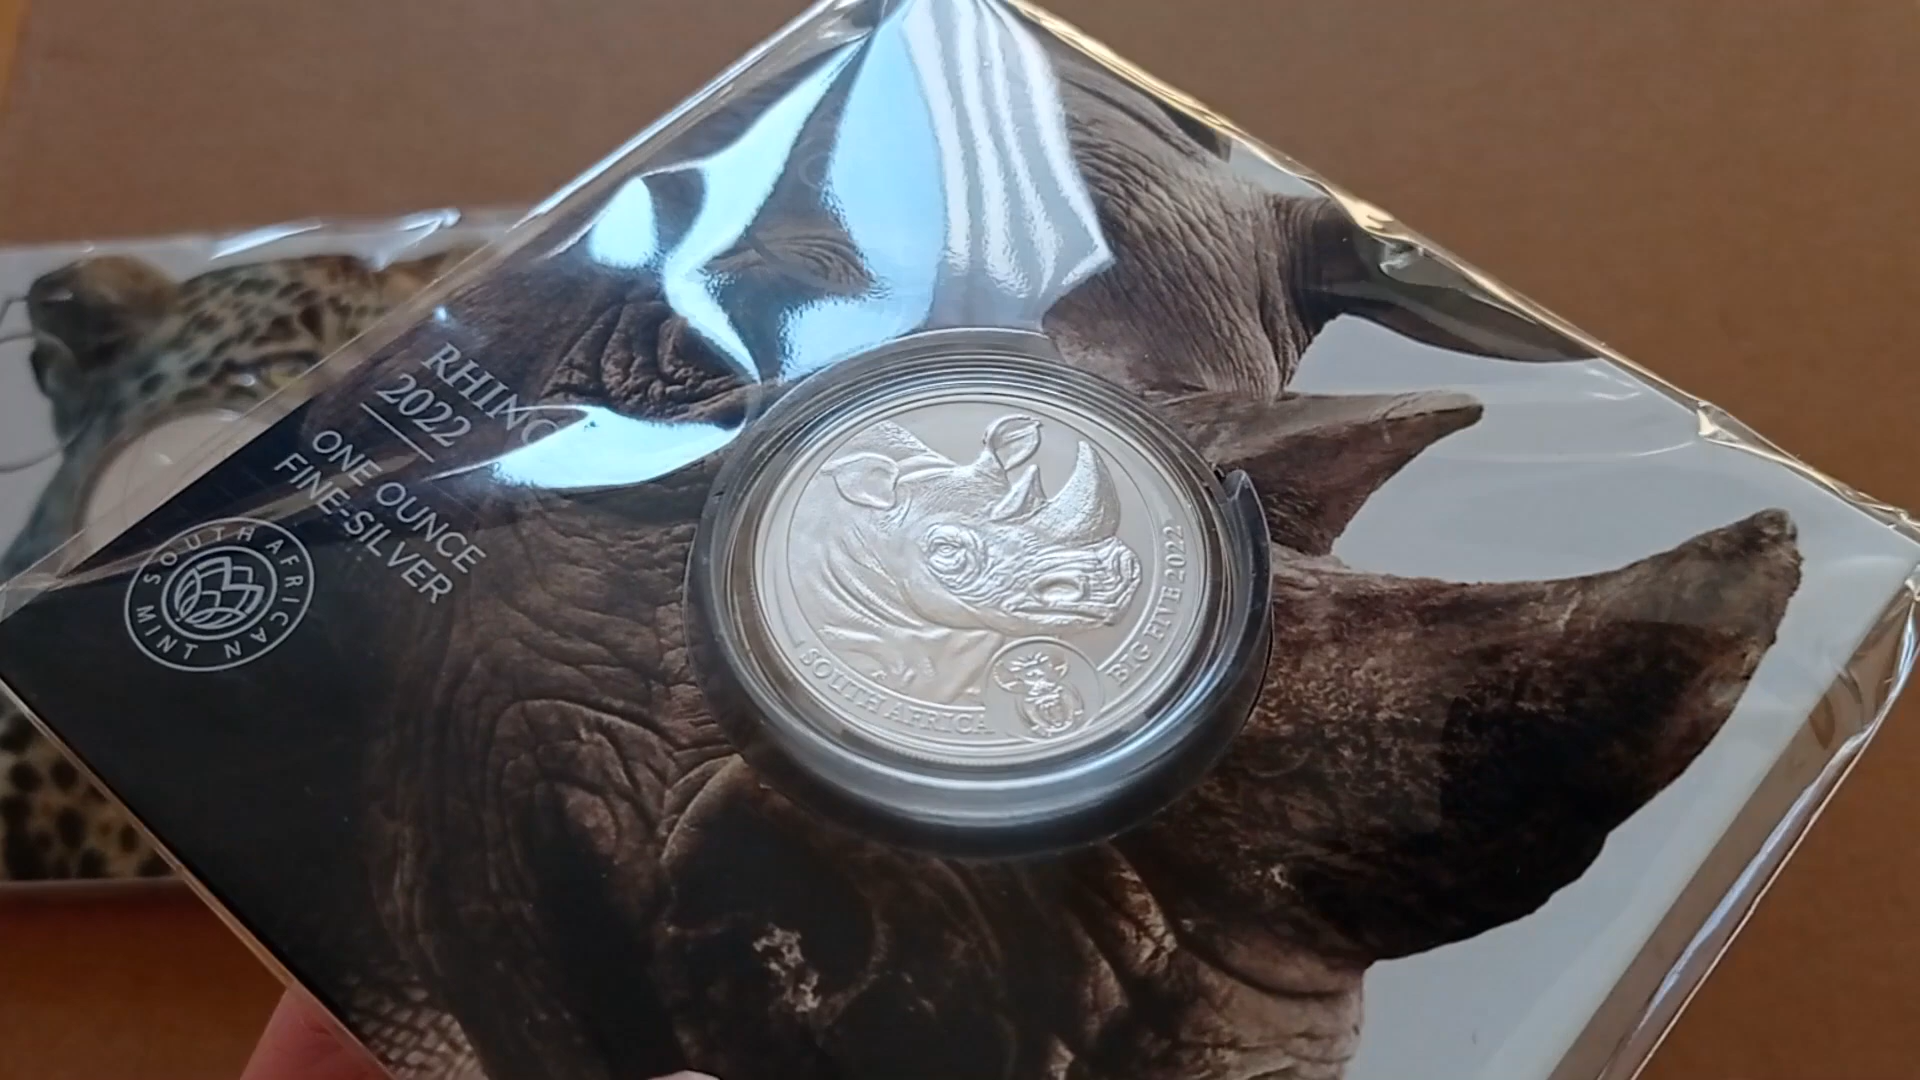 RHINO
2022
ONE OUNCE
FINE-SILVER
SOUTH AFRICAN MINT
SOUTH AFRICA
BIG FIVE 2022